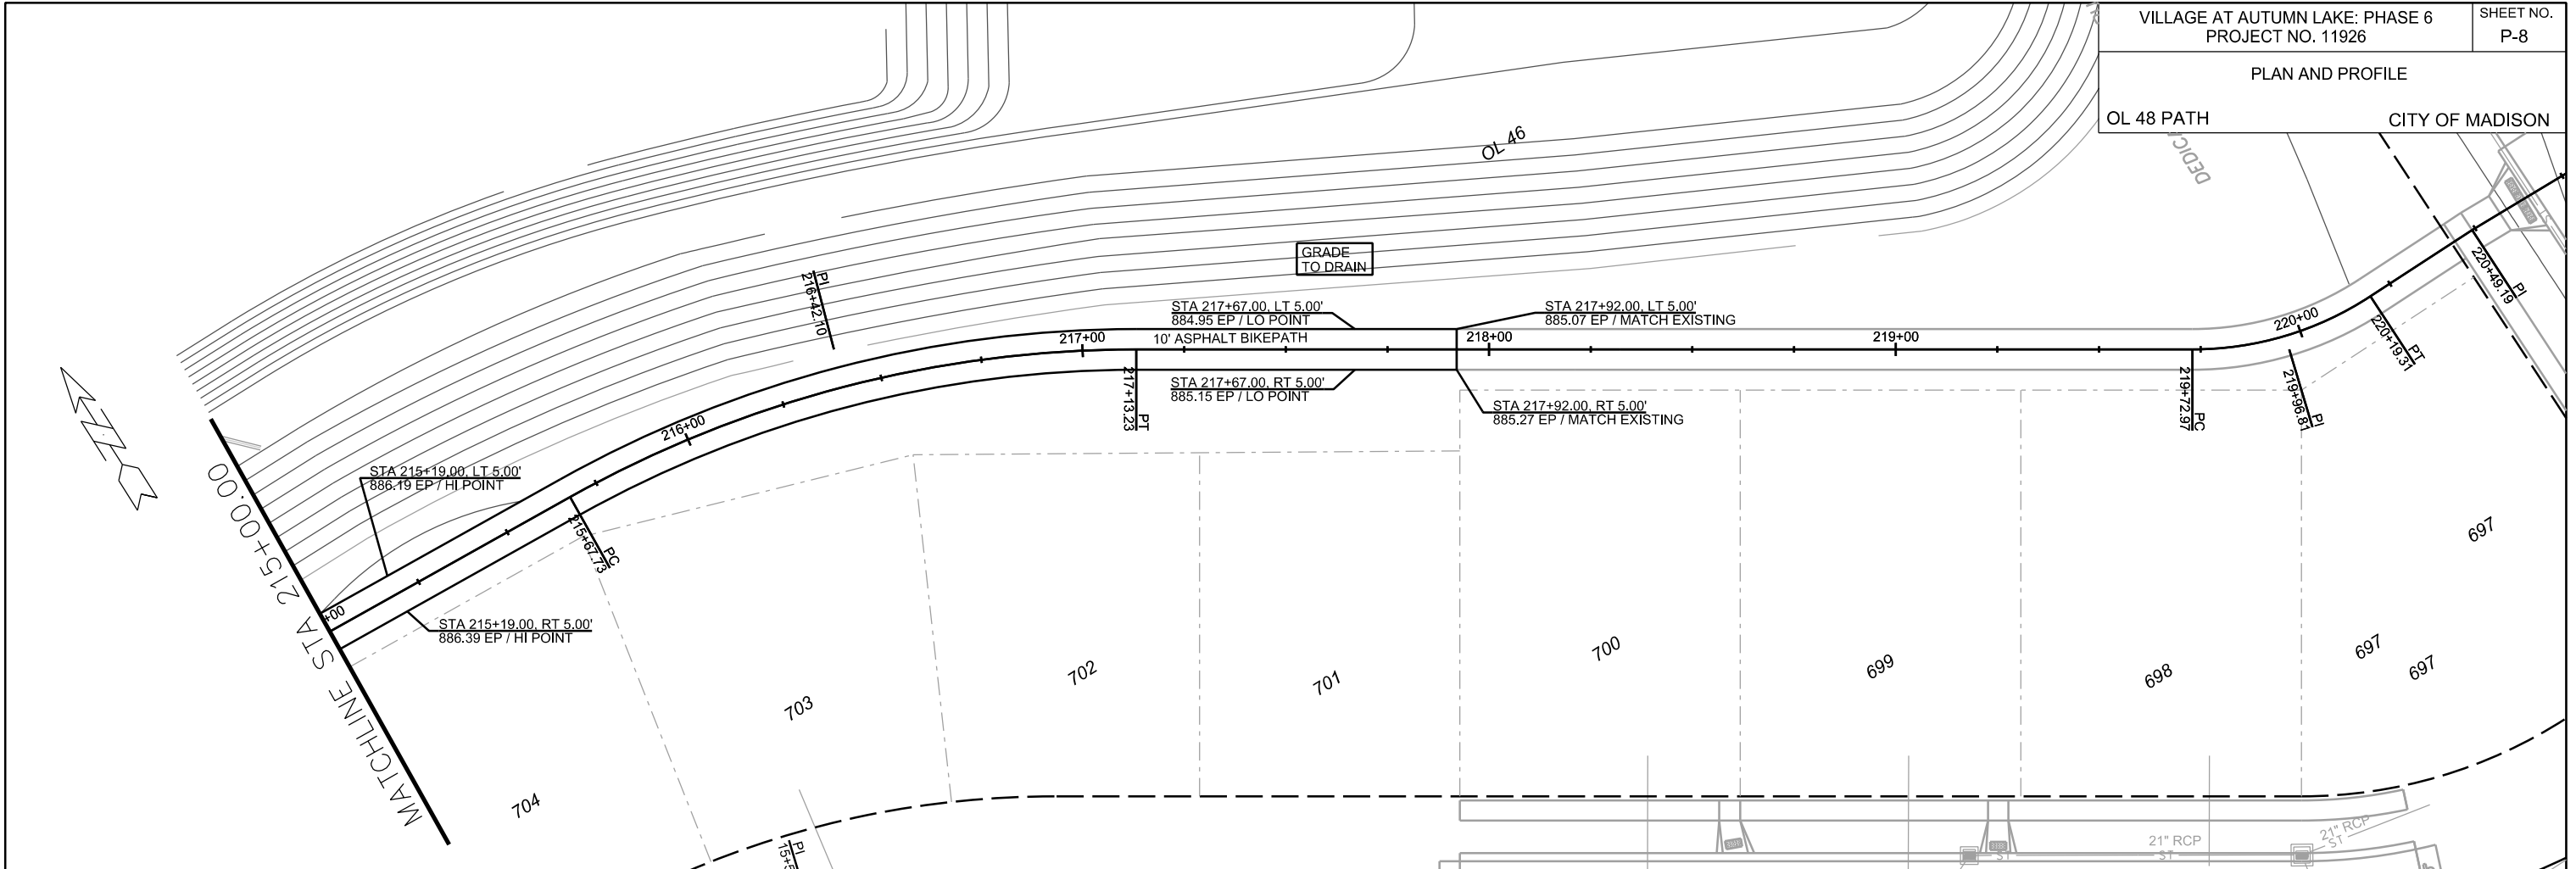 VILLAGE AT AUTUMN LAKE: PHASE 6
PROJECT NO. 11926
SHEET NO.
P-8
PLAN AND PROFILE
OL 48 PATH
CITY OF MADISON
OL 46
DEDICA
GRADE
TO DRAIN
PI
216+42.10
STA 217+67.00, LT 5.00'
884.95 EP / LO POINT
STA 217+92.00, LT 5.00'
885.07 EP / MATCH EXISTING
PI
220+49.19
220+00
217+00
10' ASPHALT BIKEPATH
218+00
219+00
PT
220+19.31
STA 217+67.00, RT 5.00'
885.15 EP / LO POINT
PT
217+13.23
STA 217+92.00, RT 5.00'
885.27 EP / MATCH EXISTING
PC
219+72.97
PI
219+96.81
216+00
STA 215+19.00, LT 5.00'
886.19 EP / HI POINT
PC
215+67.73
+00
STA 215+19.00, RT 5.00'
886.39 EP / HI POINT
MATCHLINE STA 215+00.00
697
697
697
698
699
700
701
702
703
704
PI
15+5
21" RCP
21" RCP
ST
ST
ST